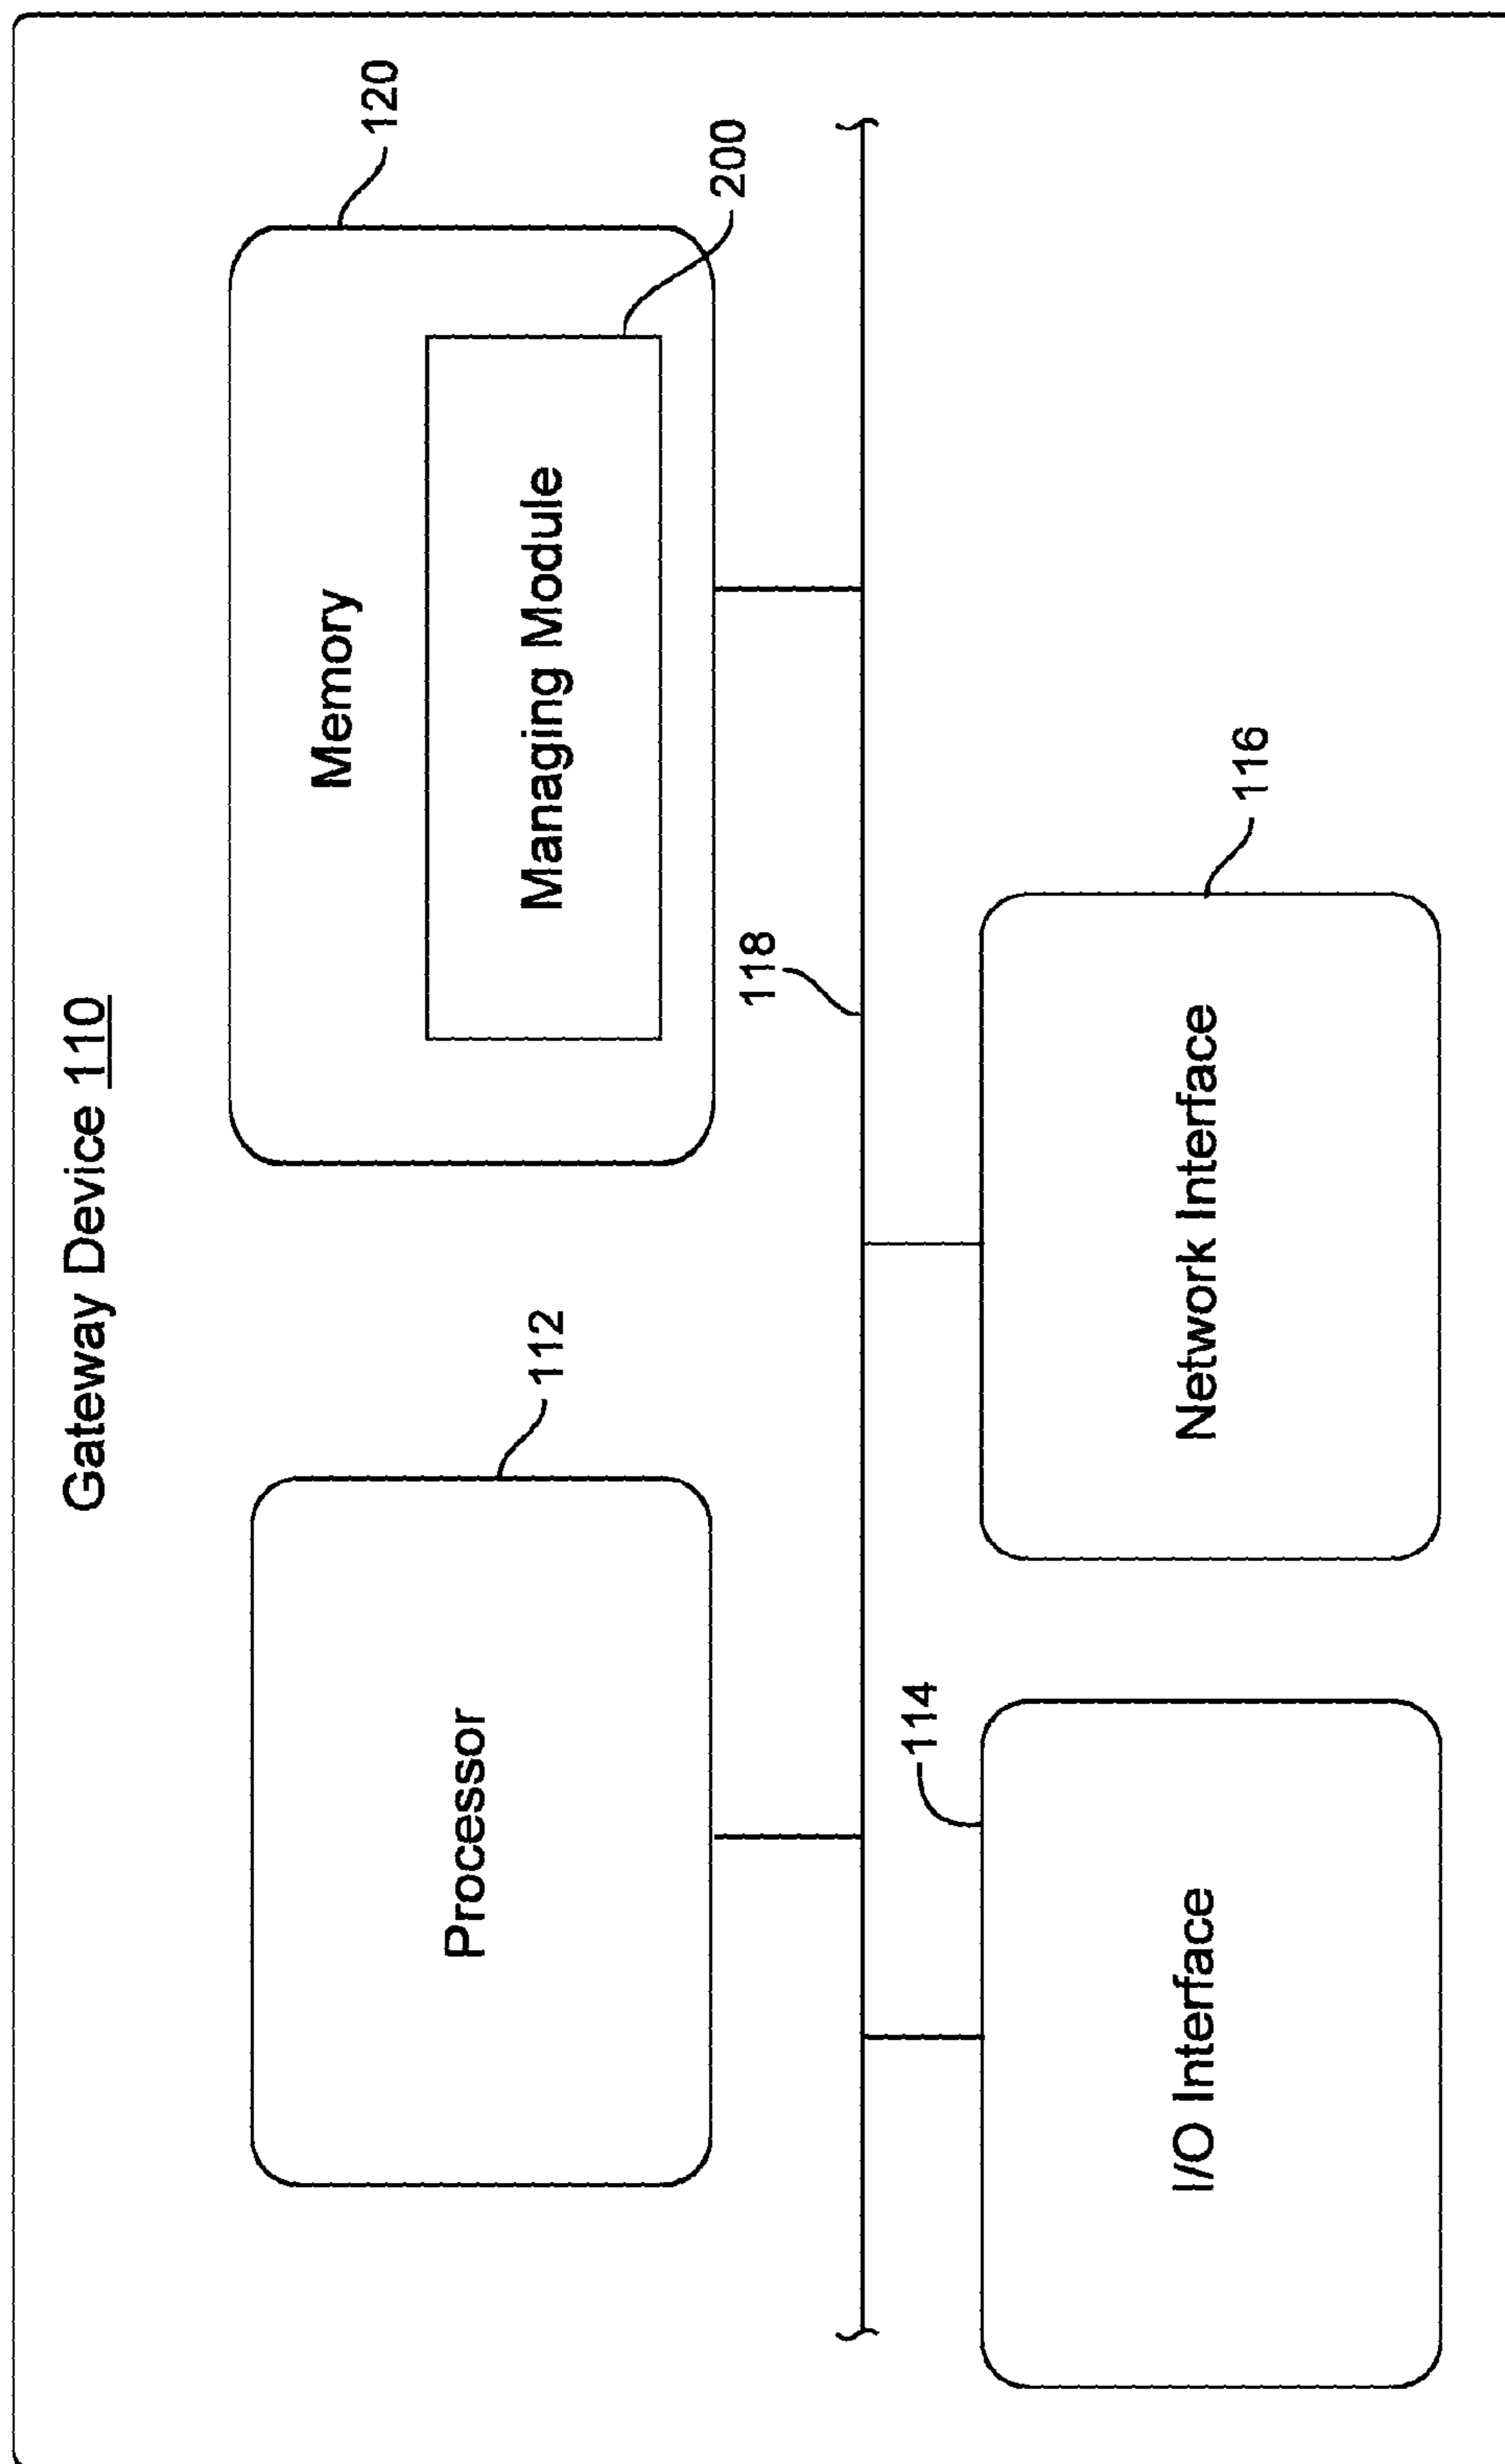 Gateway Device 110
120
Memory
Managing Module
200
112
Processor
118
114
I/O Interface
116
Network Interface